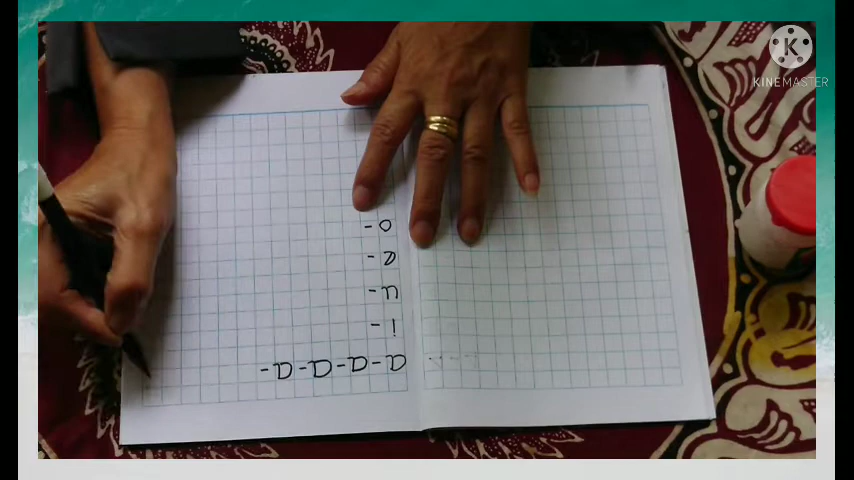 a-a-a-a-
i -
u -
e -
o -
KINEMASTER